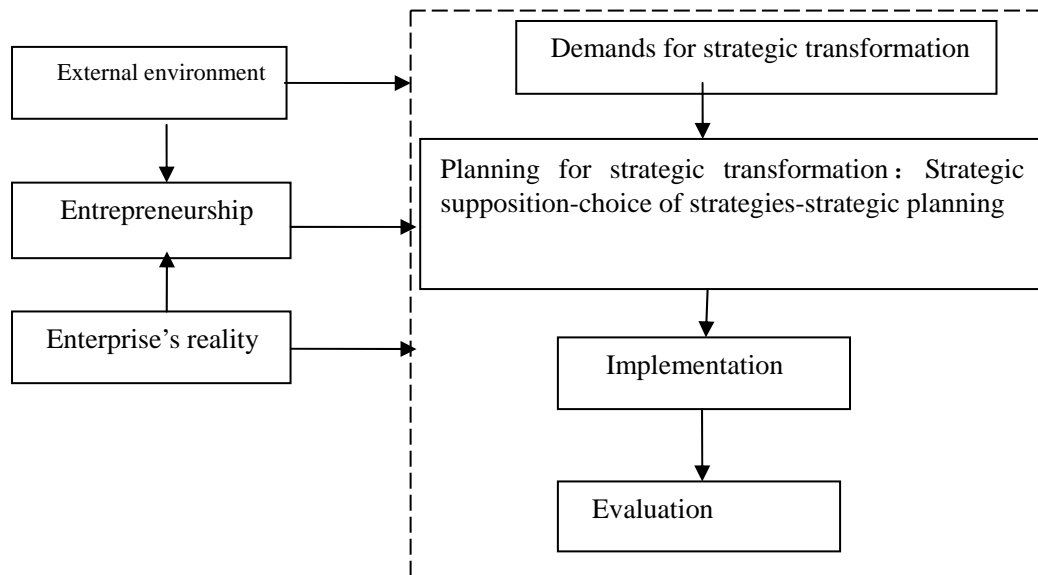 External environment
Entrepreneurship
Enterprise’s reality
Demands for strategic transformation
Planning for strategic transformation：Strategic
supposition-choice of strategies-strategic planning
Implementation
Evaluation